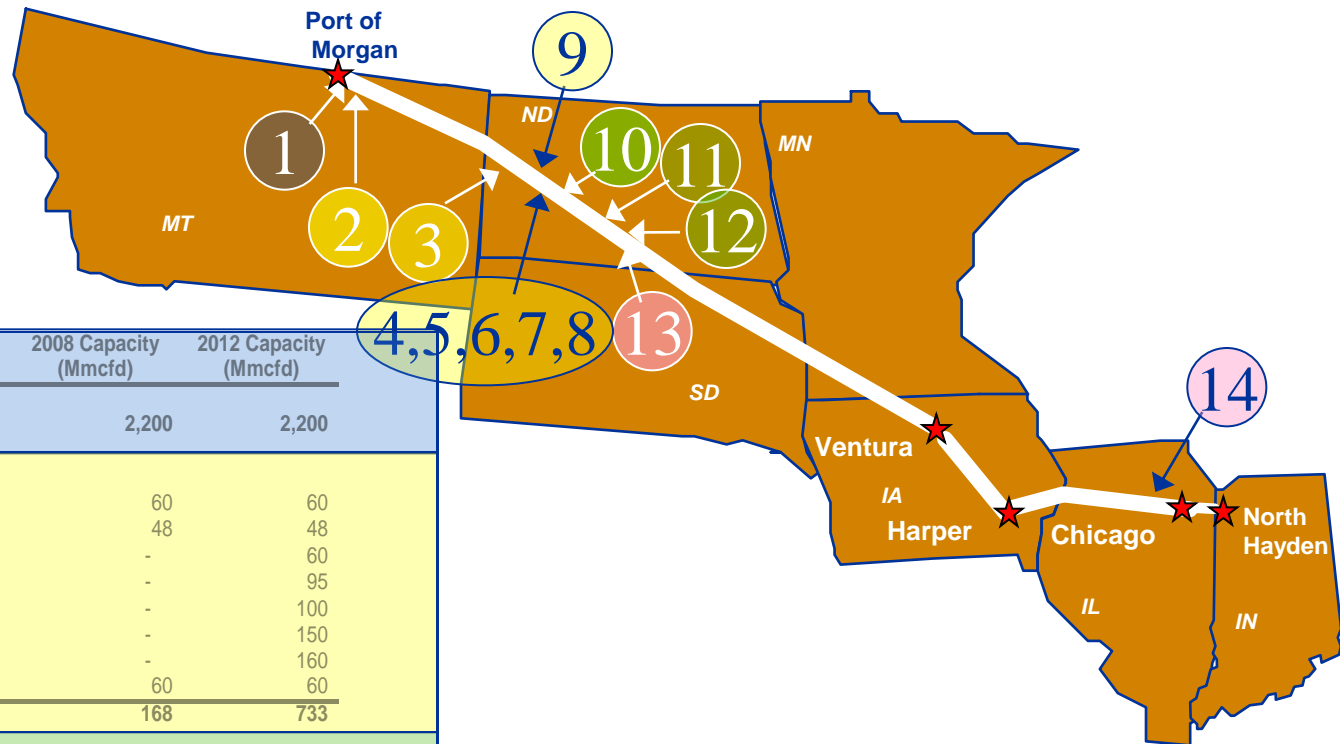 Port of
Morgan
9
ND
10
MN
1
11
2
3
12
MT
4,5,6,7,8
13
SD
14
Ventura
IA
Harper
Chicago
North
Hayden
IL
IN
2008 Capacity 2012 Capacity
(Mmcfd) (Mmcfd)
2,200 2,200
60 60
48 48
- 60
- 95
- 100
- 150
- 160
60 60
168 733